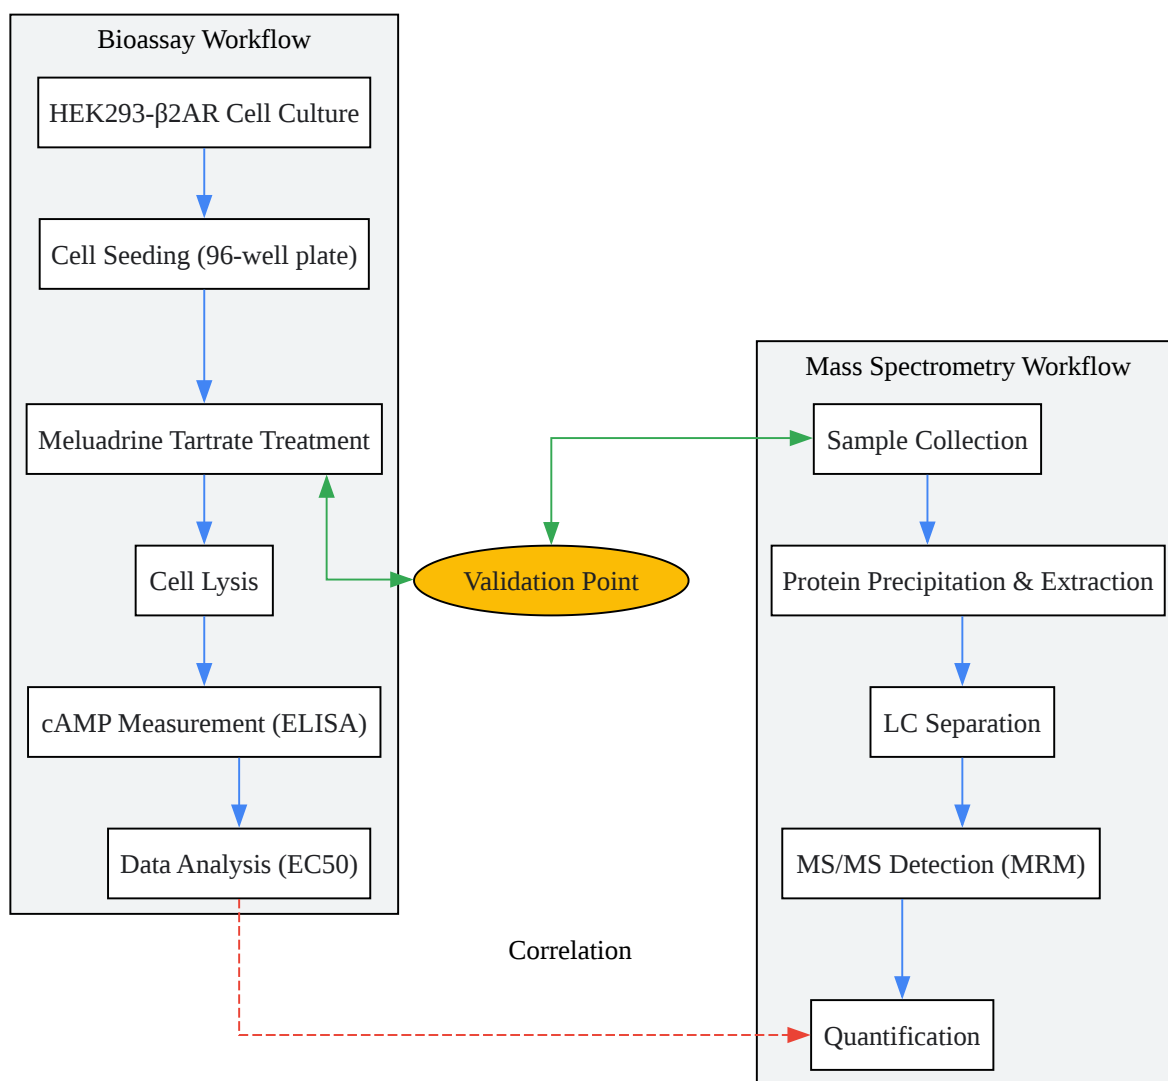 Bioassay Workflow
HEK293-β2AR Cell Culture
Cell Seeding (96-well plate)
Meluadrine Tartrate Treatment
Cell Lysis
cAMP Measurement (ELISA)
Data Analysis (EC50)
Validation Point
Correlation
Mass Spectrometry Workflow
Sample Collection
Protein Precipitation & Extraction
LC Separation
MS/MS Detection (MRM)
Quantification